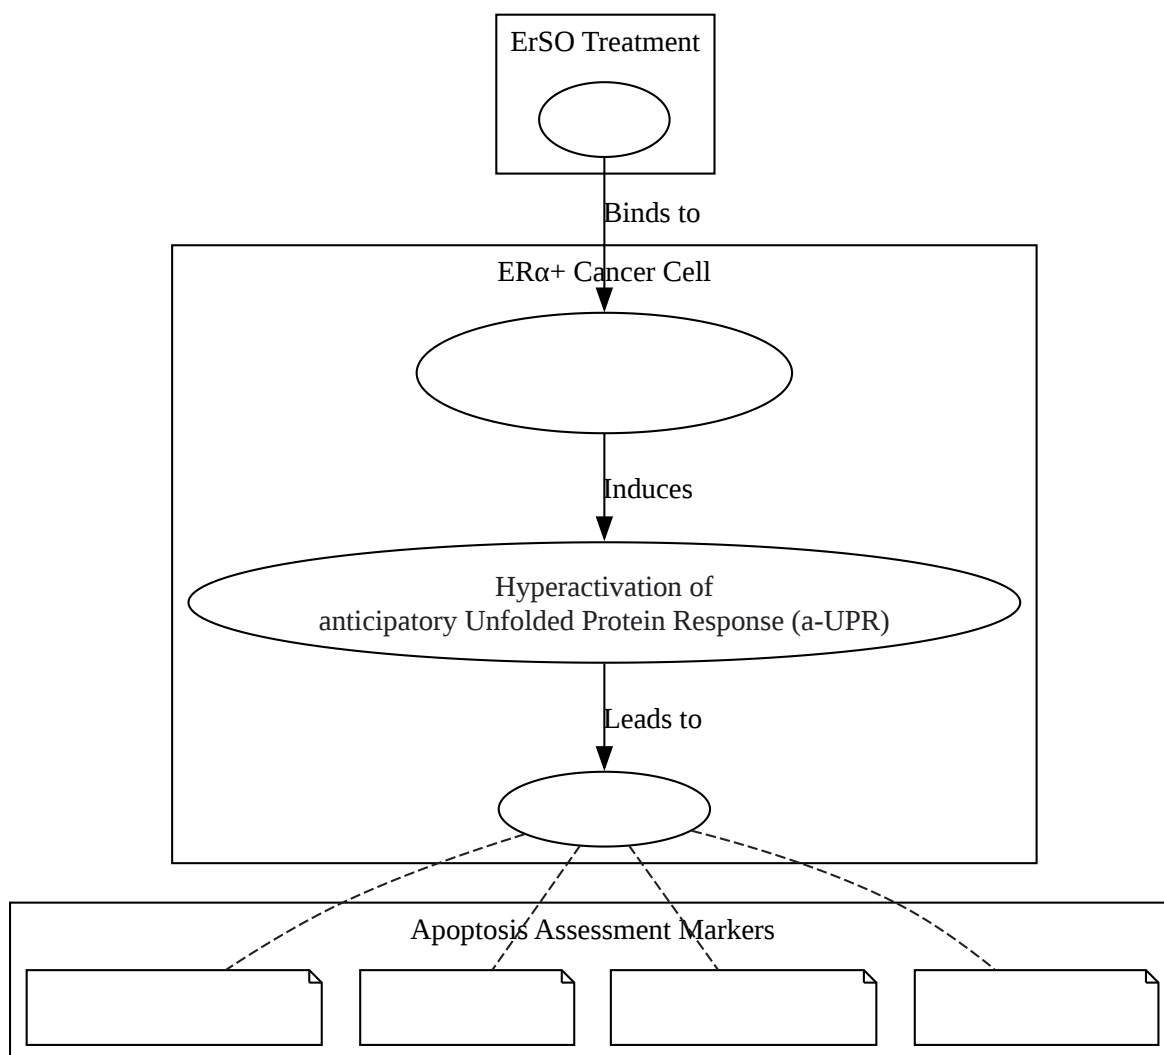 ErSO Treatment
Binds to
ERα+ Cancer Cell
Induces
Hyperactivation of
anticipatory Unfolded Protein Response (a-UPR)
Leads to
Apoptosis Assessment Markers